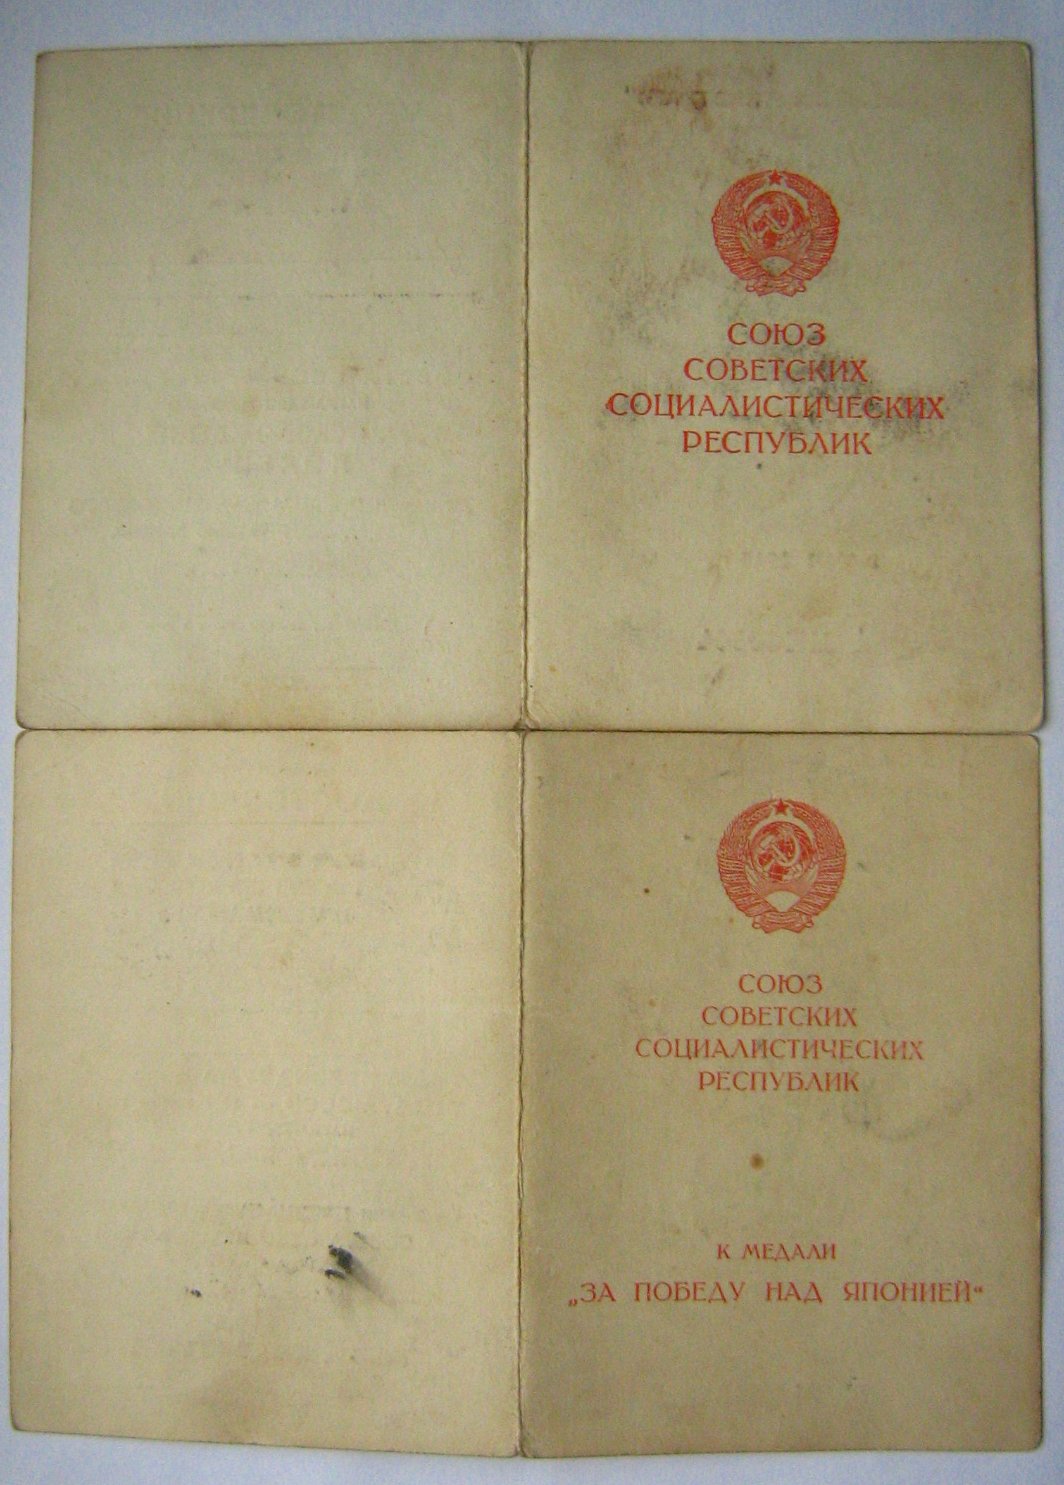 СОЮЗ
СОВЕТСКИХ
СОЦИАЛИСТИЧЕСКИХ
РЕСПУБЛИК
СОЮЗ
СОВЕТСКИХ
СОЦИАЛИСТИЧЕСКИХ
РЕСПУБЛИК
К МЕДАЛИ
„ЗА ПОБЕДУ НАД ЯПОНИЕЙ“